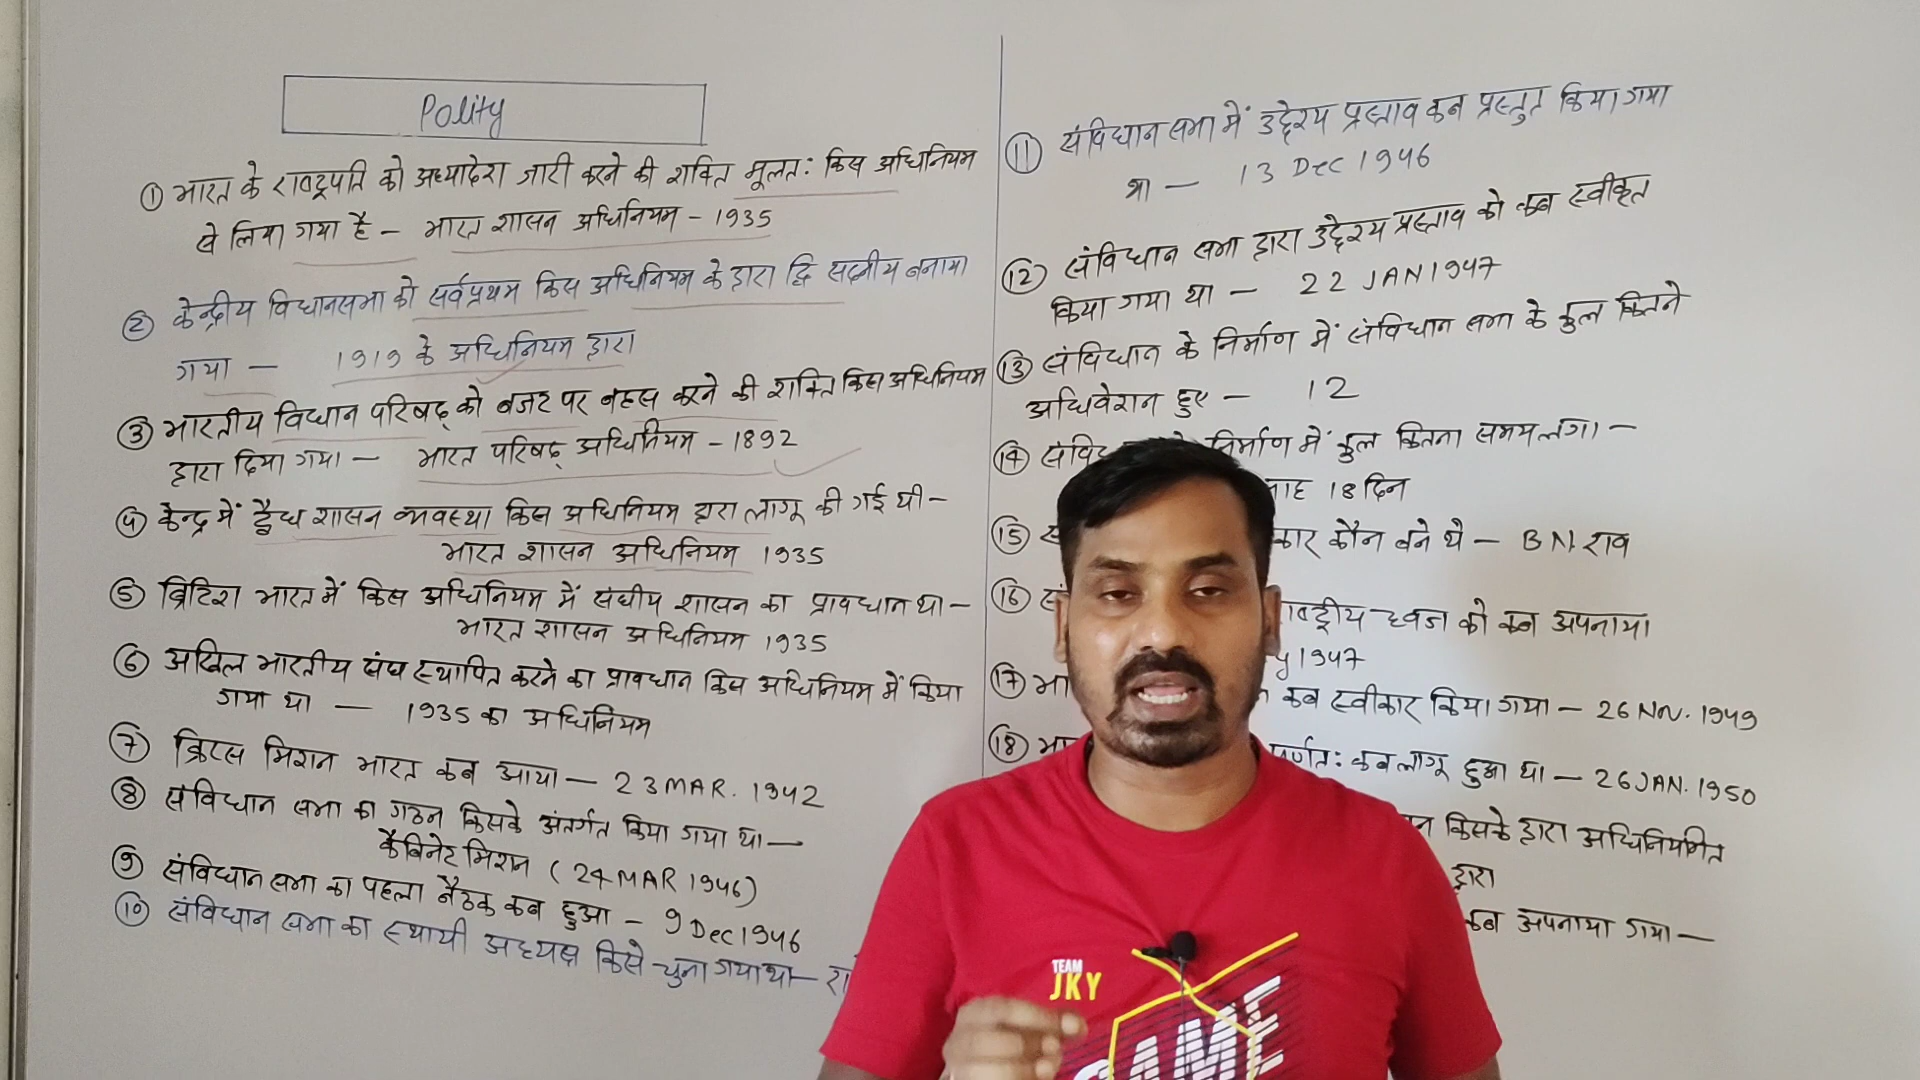 Polity
① भारत के राष्ट्रपति को अध्यादेश जारी करने की शक्ति मूलत: किस अधिनियम
से लिया गया है - भारत शासन अधिनियम - 1935
② केन्द्रीय विधानसभा को सर्वप्रथम किस अधिनियम के द्वारा द्वि सदनीय बनाया
गया - 1919 के अधिनियम द्वारा
③ भारतीय विधान परिषद् को बजट पर बहस करने की शक्ति किस अधिनियम
द्वारा दिया गया - भारत परिषद् अधिनियम - 1892
④ केन्द्र में द्वैध शासन व्यवस्था किस अधिनियम द्वारा लागू की गई थी -
भारत शासन अधिनियम 1935
⑤ ब्रिटिश भारत में किस अधिनियम में संघीय शासन का प्रावधान था -
भारत शासन अधिनियम 1935
⑥ अखिल भारतीय संघ स्थापित करने का प्रावधान किस अधिनियम में किया
गया था - 1935 का अधिनियम
⑦ क्रिप्स मिशन भारत कब आया - 23 MAR. 1942
⑧ संविधान सभा का गठन किसके अंतर्गत किया गया था -
कैबिनेट मिशन (24 MAR 1946)
⑨ संविधान सभा का पहला बैठक कब हुआ - 9 Dec 1946
⑩ संविधान सभा का स्थायी अध्यक्ष किसे चुना गया था - रा
⑪ संविधान सभा में उद्देश्य प्रस्ताव कब प्रस्तुत किया गया
था - 13 Dec 1946
⑫ संविधान सभा द्वारा उद्देश्य प्रस्ताव को कब स्वीकृत
किया गया था - 22 JAN 1947
⑬ संविधान के निर्माण में संविधान सभा के कुल कितने
अधिवेशन हुए - 12
⑭ संवि निर्माण में कुल कितना समय लगा -
माह 18 दिन
⑮ स कार कौन बने थे - B N. राव
⑯ सं राष्ट्रीय ध्वज को कब अपनाया
y 1947
⑰ भा कब स्वीकार किया गया - 26 Nov. 1949
⑱ भा पूर्णत: कब लागू हुआ था - 26 JAN. 1950
किसके द्वारा अधिनियमित
द्वारा
कब अपनाया गया -
TEAM
JKY
GAME